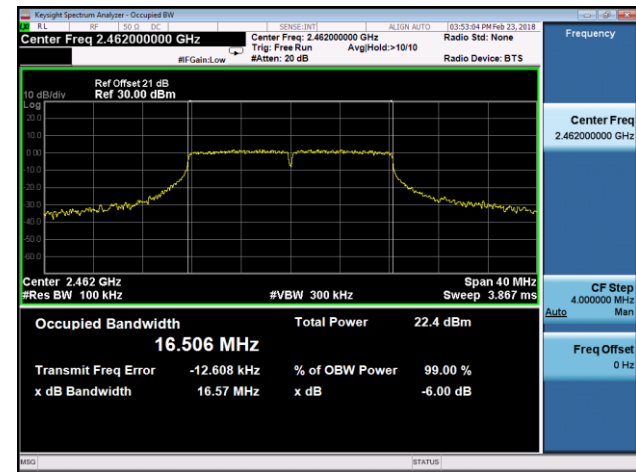 Keysight Spectrum Analyzer - Occupied BW
RL RF 50 Ω DC SENSE:INT ALIGN AUTO 03:53:04 PM Feb 23, 2018
Center Freq 2.462000000 GHz
Center Freq: 2.462000000 GHz
Radio Std: None
Trig: Free Run Avg|Hold:>10/10
#IFGain:Low #Atten: 20 dB Radio Device: BTS
Ref Offset 21 dB
10 dB/div Ref 30.00 dBm
Log
20.0
10.0
0.00
-10.0
-20.0
-30.0
-40.0
-50.0
-60.0
Center 2.462 GHz Span 40 MHz
#Res BW 100 kHz #VBW 300 kHz Sweep 3.867 ms
Occupied Bandwidth Total Power 22.4 dBm
16.506 MHz
Transmit Freq Error -12.608 kHz % of OBW Power 99.00 %
x dB Bandwidth 16.57 MHz x dB -6.00 dB
MSG STATUS
Frequency
Center Freq
2.462000000 GHz
CF Step
4.000000 MHz
Auto Man
Freq Offset
0 Hz